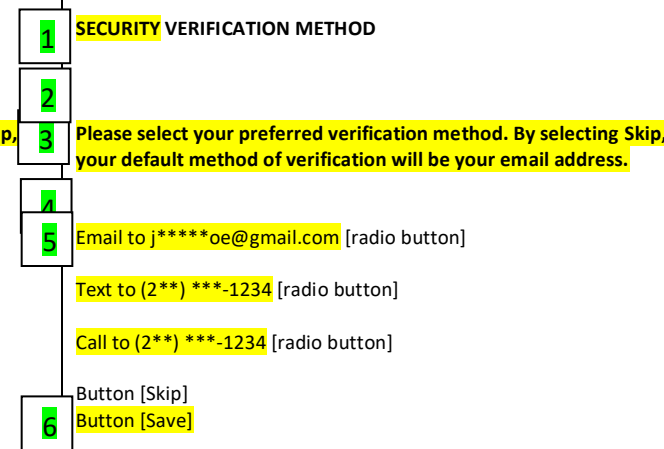 1 SECURITY VERIFICATION METHOD
2
p, 3 Please select your preferred verification method. By selecting Skip,
your default method of verification will be your email address.
4
5 Email to j*****oe@gmail.com [radio button]
Text to (2**) ***-1234 [radio button]
Call to (2**) ***-1234 [radio button]
Button [Skip]
6 Button [Save]